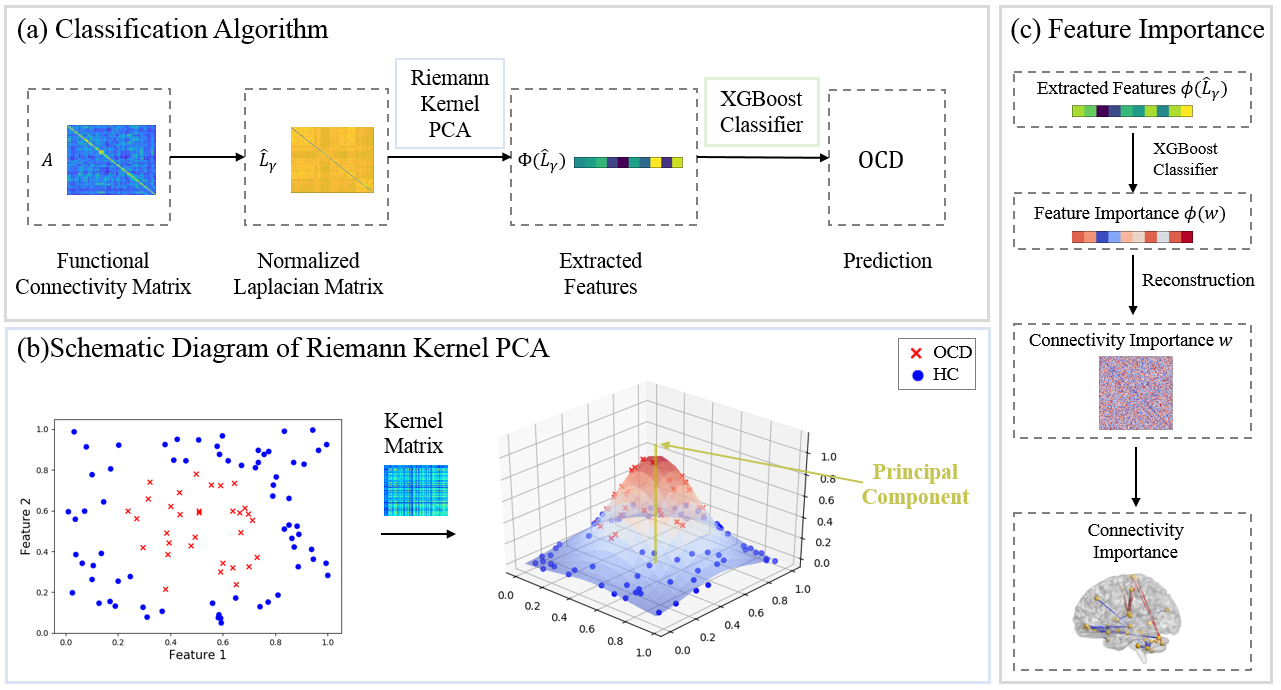 (a) Classification Algorithm
Riemann
Kernel
PCA
XGBoost
Classifier
A
L̂γ
Φ(L̂γ)
OCD
Functional
Connectivity Matrix
Normalized
Laplacian Matrix
Extracted
Features
Prediction
(b)Schematic Diagram of Riemann Kernel PCA
OCD
HC
1.0
0.8
0.6
0.4
0.2
0.0
Feature 2
0.0 0.2 0.4 0.6 0.8 1.0
Feature 1
Kernel
Matrix
Principal
Component
1.0
0.8
0.6
0.4
0.2
0.0
0.0 0.2 0.4 0.6 0.8 1.0
0.0 0.2 0.4 0.6 0.8 1.0
(c) Feature Importance
Extracted Features ϕ(L̂γ)
XGBoost
Classifier
Feature Importance ϕ(w)
Reconstruction
Connectivity Importance w
Connectivity
Importance